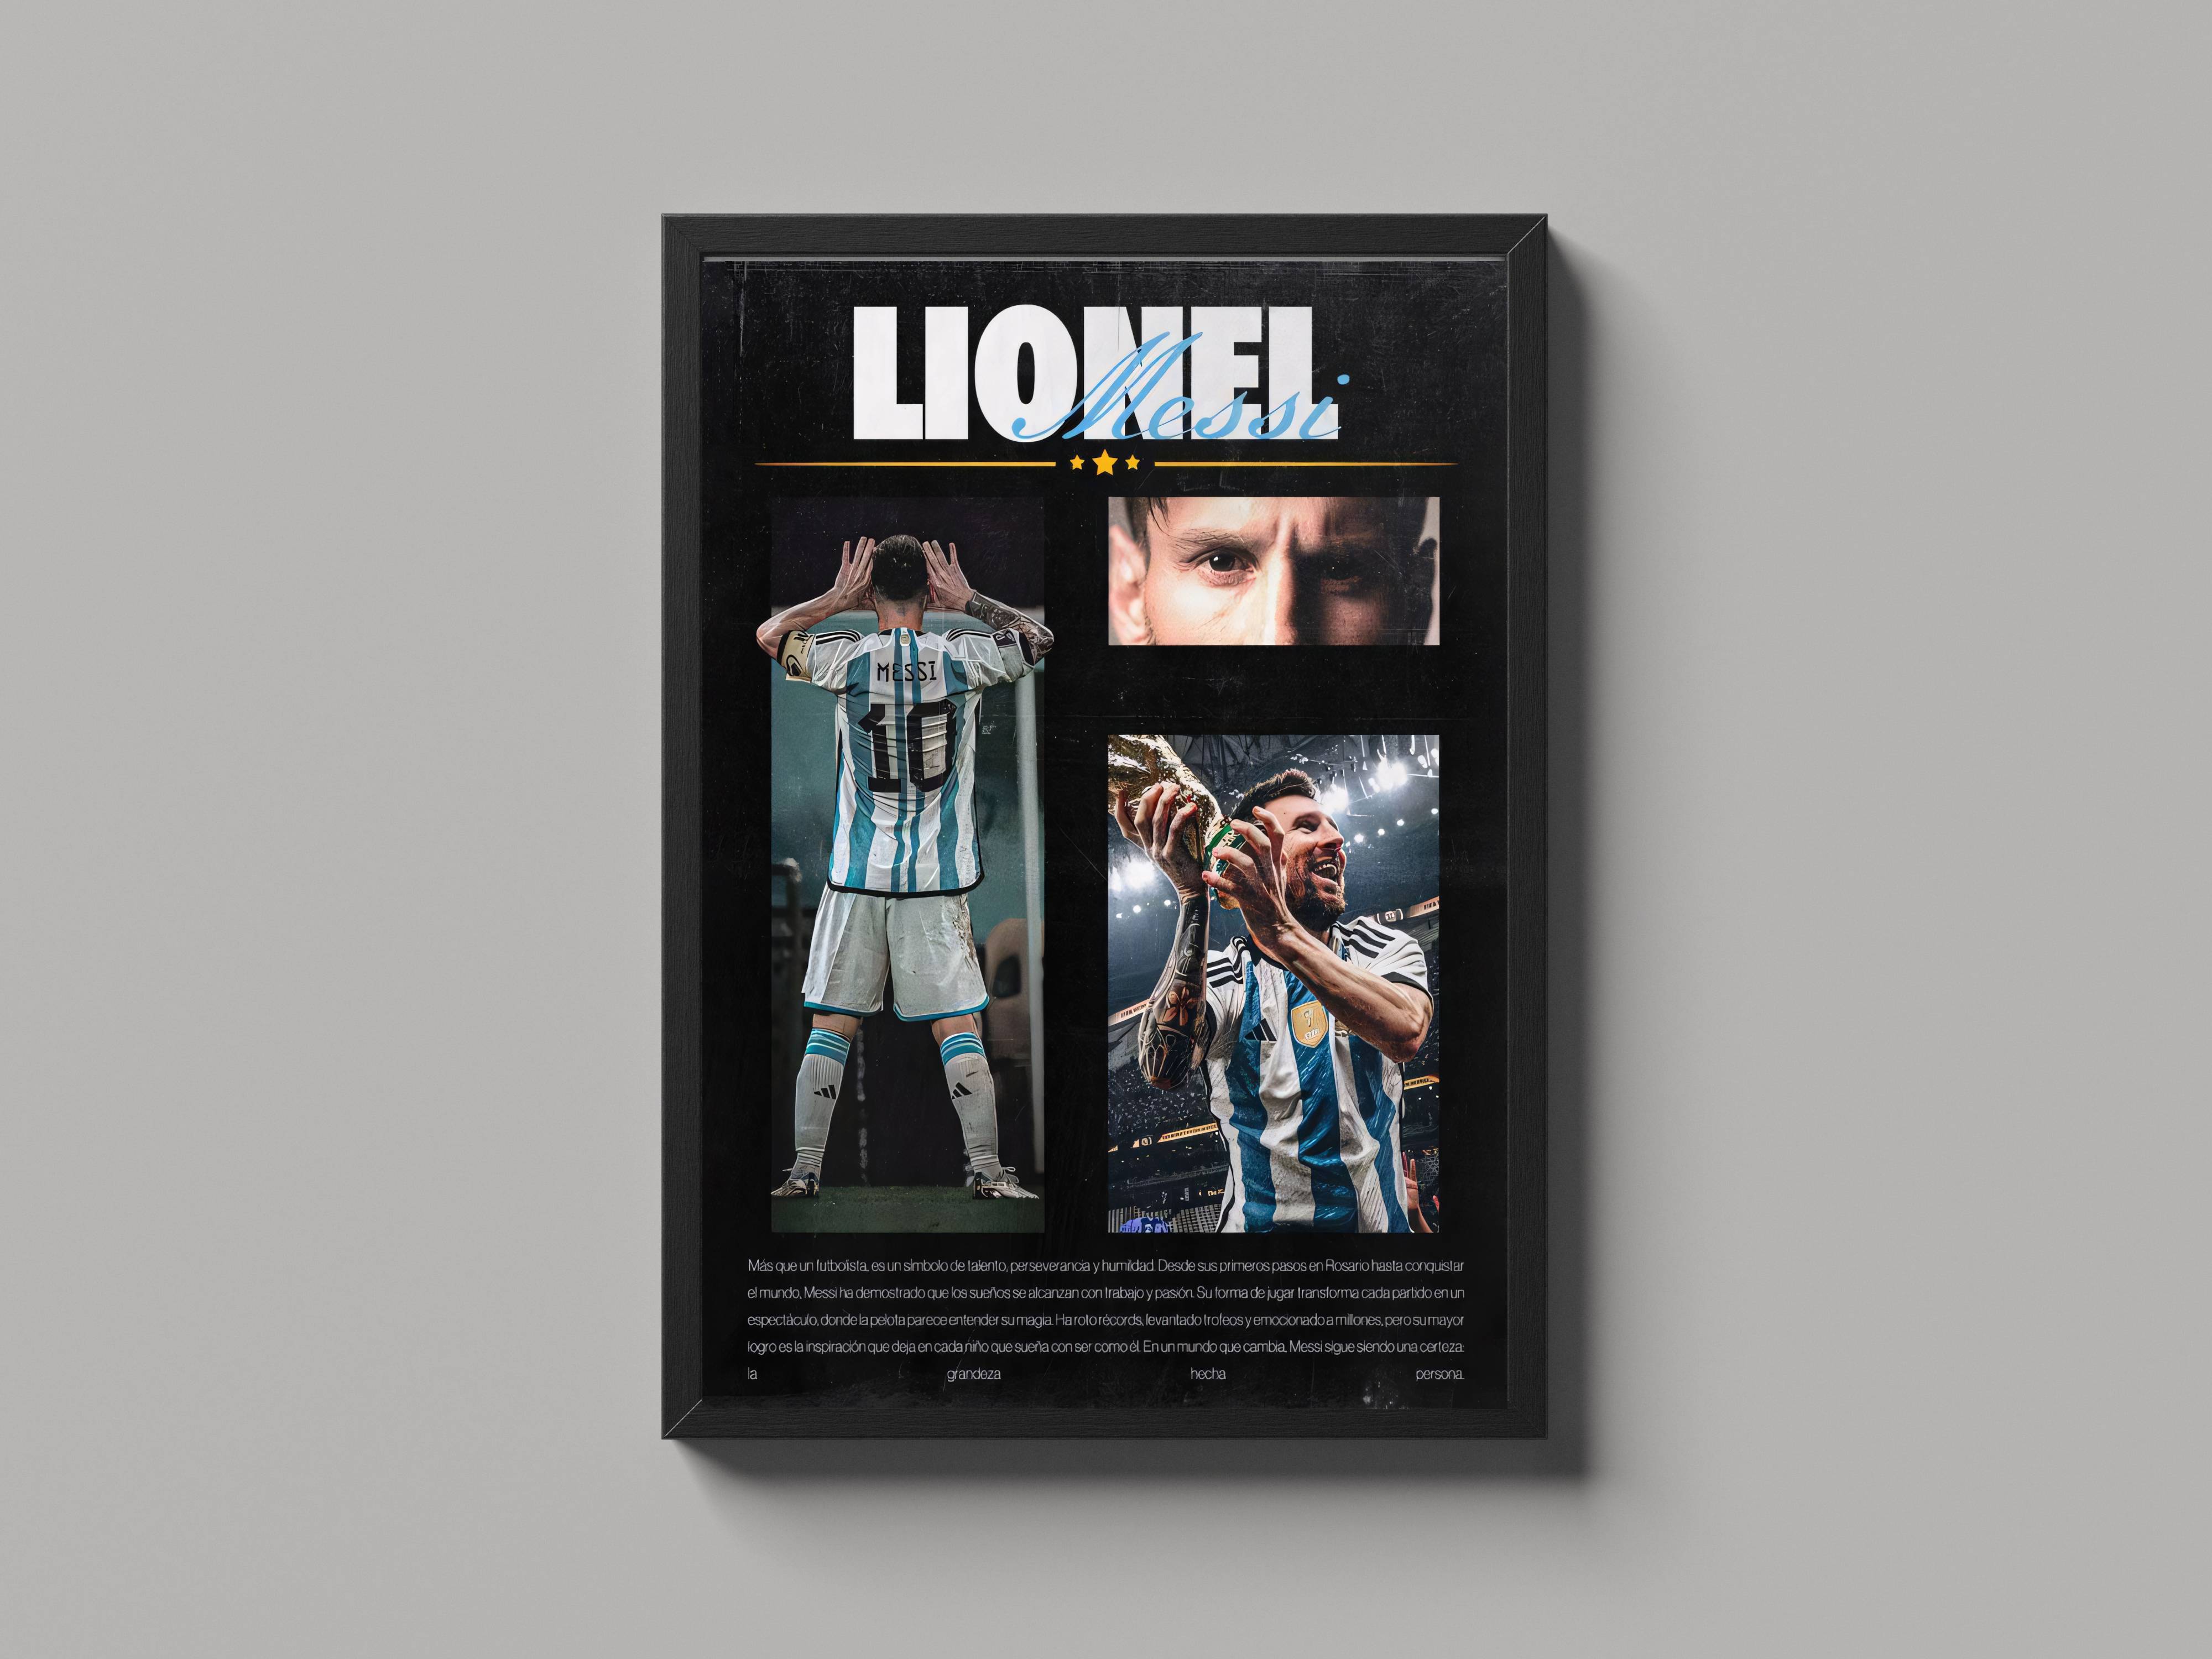 LIONEL
Messi
MESSI
10
Más que un futbolista, es un símbolo de talento, perseverancia y humildad. Desde sus primeros pasos en Rosario hasta conquistar
el mundo, Messi ha demostrado que los sueños se alcanzan con trabajo y pasión. Su forma de jugar transforma cada partido en un
espectáculo, donde la pelota parece entender su magia. Ha roto récords, levantado trofeos y emocionado a millones, pero su mayor
logro es la inspiración que deja en cada niño que sueña con ser como él. En un mundo que cambia, Messi sigue siendo una certeza:
la grandeza hecha persona.